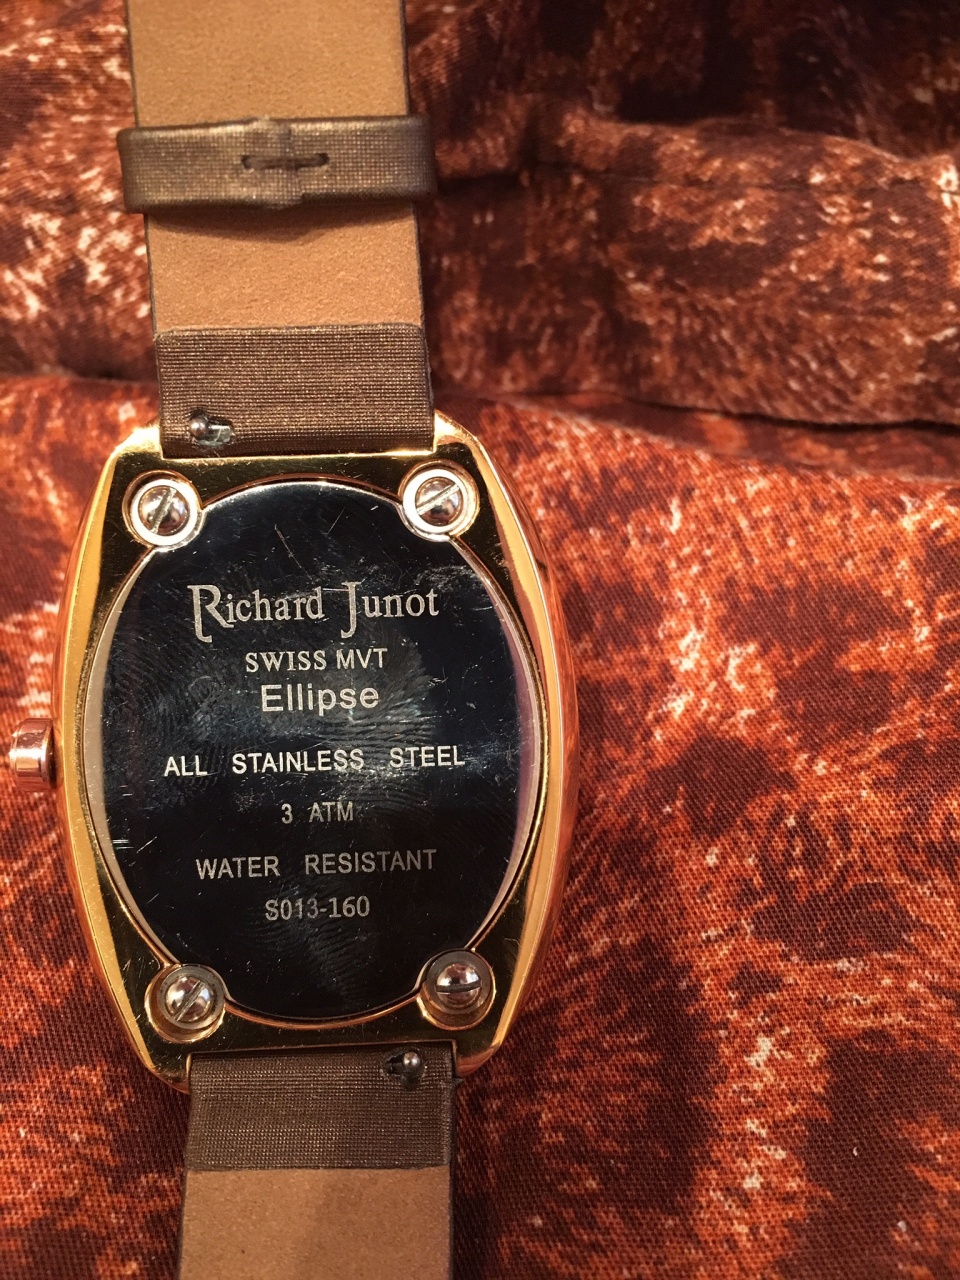 Richard Junot
SWISS MVT
Ellipse
ALL STAINLESS STEEL
3 ATM
WATER RESISTANT
S013-160